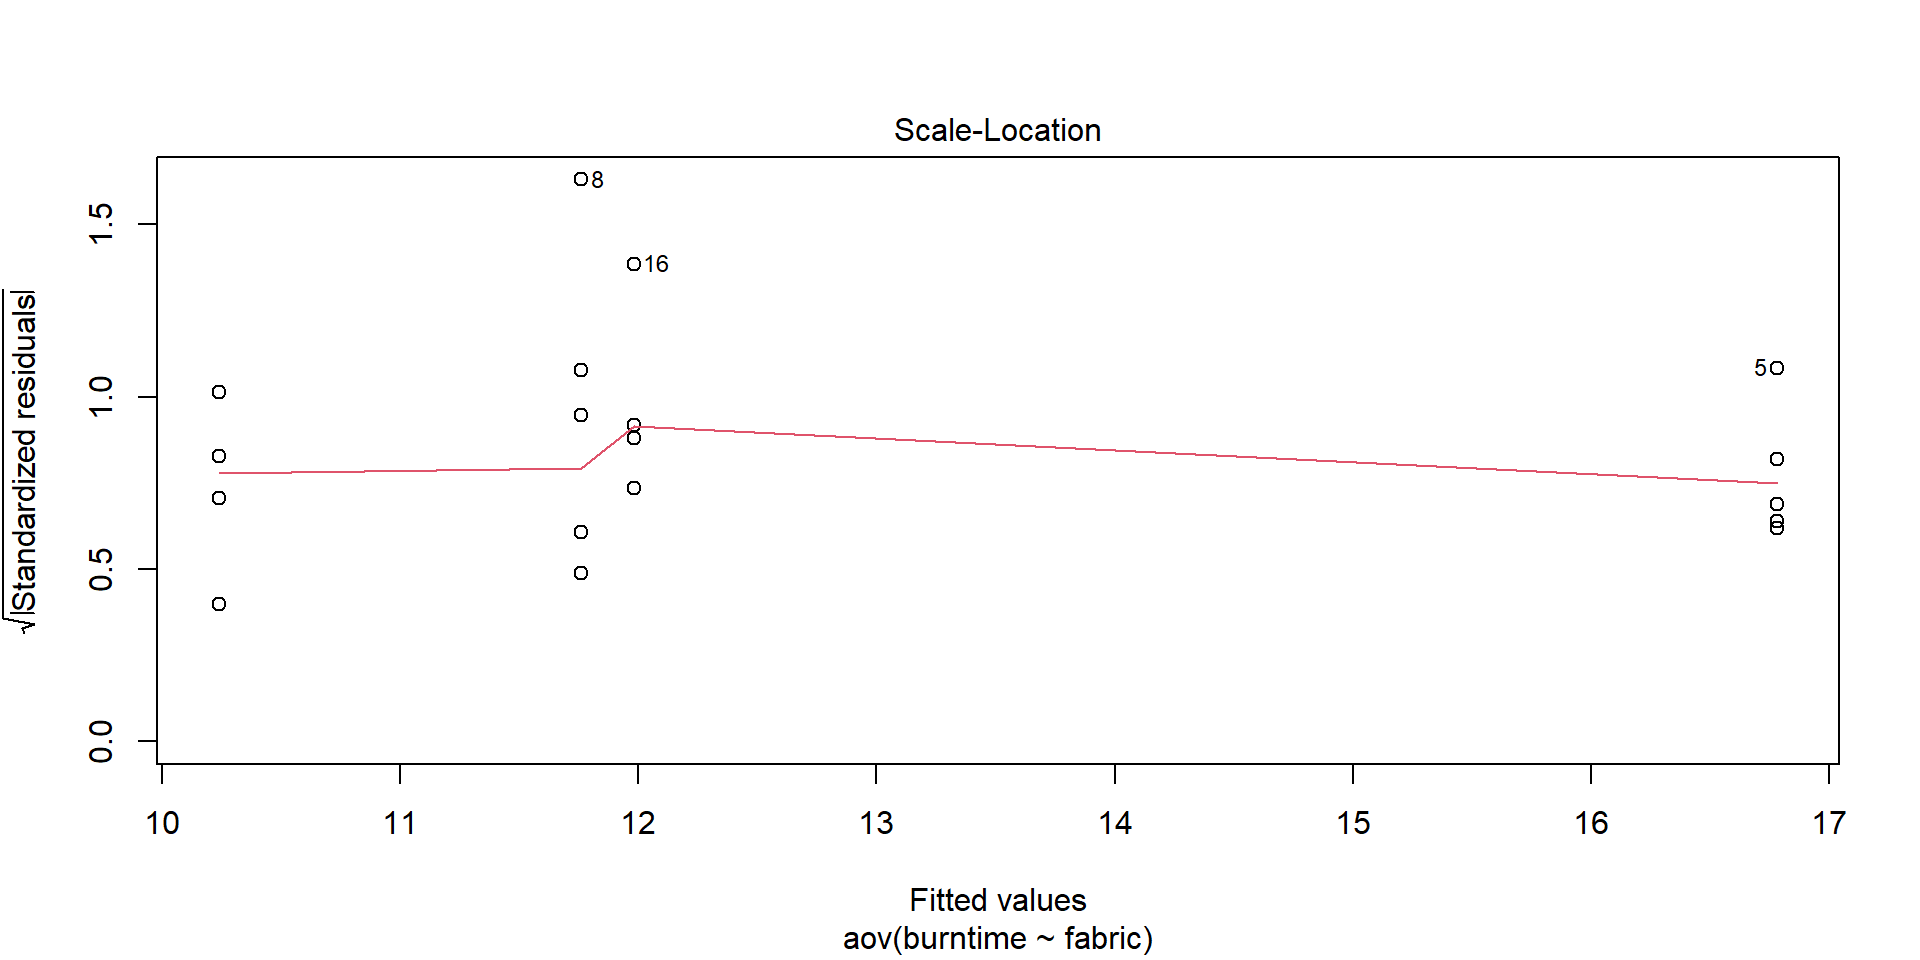 Scale-Location
√|Standardized residuals|
1.5
1.0
0.5
0.0
8
16
5
10 11 12 13 14 15 16 17
Fitted values
aov(burntime ~ fabric)